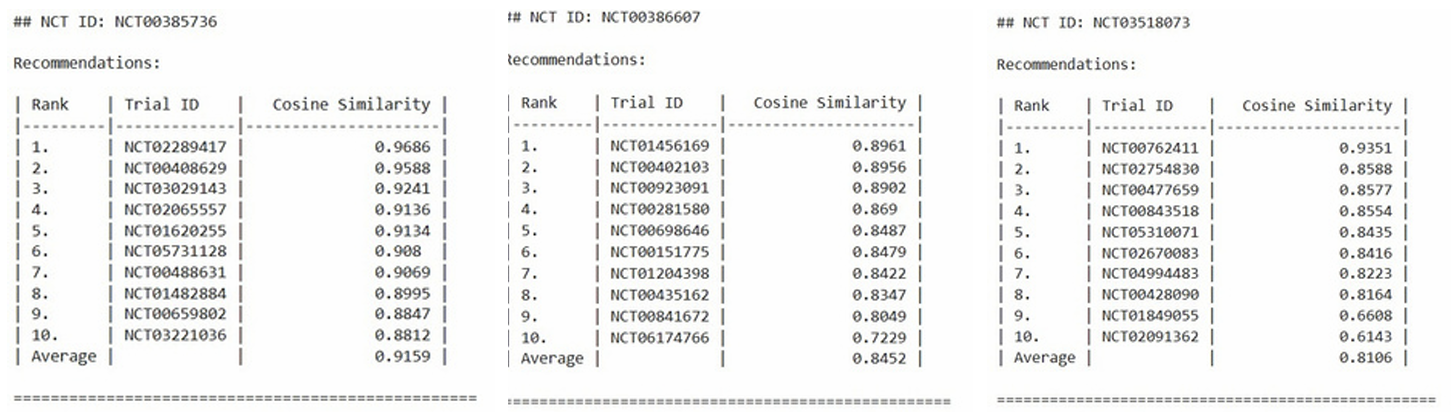 ## NCT ID: NCT00385736
Recommendations:
| Rank | Trial ID | Cosine Similarity |
|---------|-------------|---------------------|
| 1. | NCT02289417 | 0.9686 |
| 2. | NCT00408629 | 0.9588 |
| 3. | NCT03029143 | 0.9241 |
| 4. | NCT02065557 | 0.9136 |
| 5. | NCT01620255 | 0.9134 |
| 6. | NCT05731128 | 0.908 |
| 7. | NCT00488631 | 0.9069 |
| 8. | NCT01482884 | 0.8995 |
| 9. | NCT00659802 | 0.8847 |
| 10. | NCT03221036 | 0.8812 |
| Average | | 0.9159 |
==================================================
## NCT ID: NCT00386607
Recommendations:
| Rank | Trial ID | Cosine Similarity |
|---------|-------------|---------------------|
| 1. | NCT01456169 | 0.8961 |
| 2. | NCT00402103 | 0.8956 |
| 3. | NCT00923091 | 0.8902 |
| 4. | NCT00281580 | 0.869 |
| 5. | NCT00698646 | 0.8487 |
| 6. | NCT00151775 | 0.8479 |
| 7. | NCT01204398 | 0.8422 |
| 8. | NCT00435162 | 0.8347 |
| 9. | NCT00841672 | 0.8049 |
| 10. | NCT06174766 | 0.7229 |
| Average | | 0.8452 |
==================================================
## NCT ID: NCT03518073
Recommendations:
| Rank | Trial ID | Cosine Similarity |
|---------|-------------|---------------------|
| 1. | NCT00762411 | 0.9351 |
| 2. | NCT02754830 | 0.8588 |
| 3. | NCT00477659 | 0.8577 |
| 4. | NCT00843518 | 0.8554 |
| 5. | NCT05310071 | 0.8435 |
| 6. | NCT02670083 | 0.8416 |
| 7. | NCT04994483 | 0.8223 |
| 8. | NCT00428090 | 0.8164 |
| 9. | NCT01849055 | 0.6608 |
| 10. | NCT02091362 | 0.6143 |
| Average | | 0.8106 |
==================================================